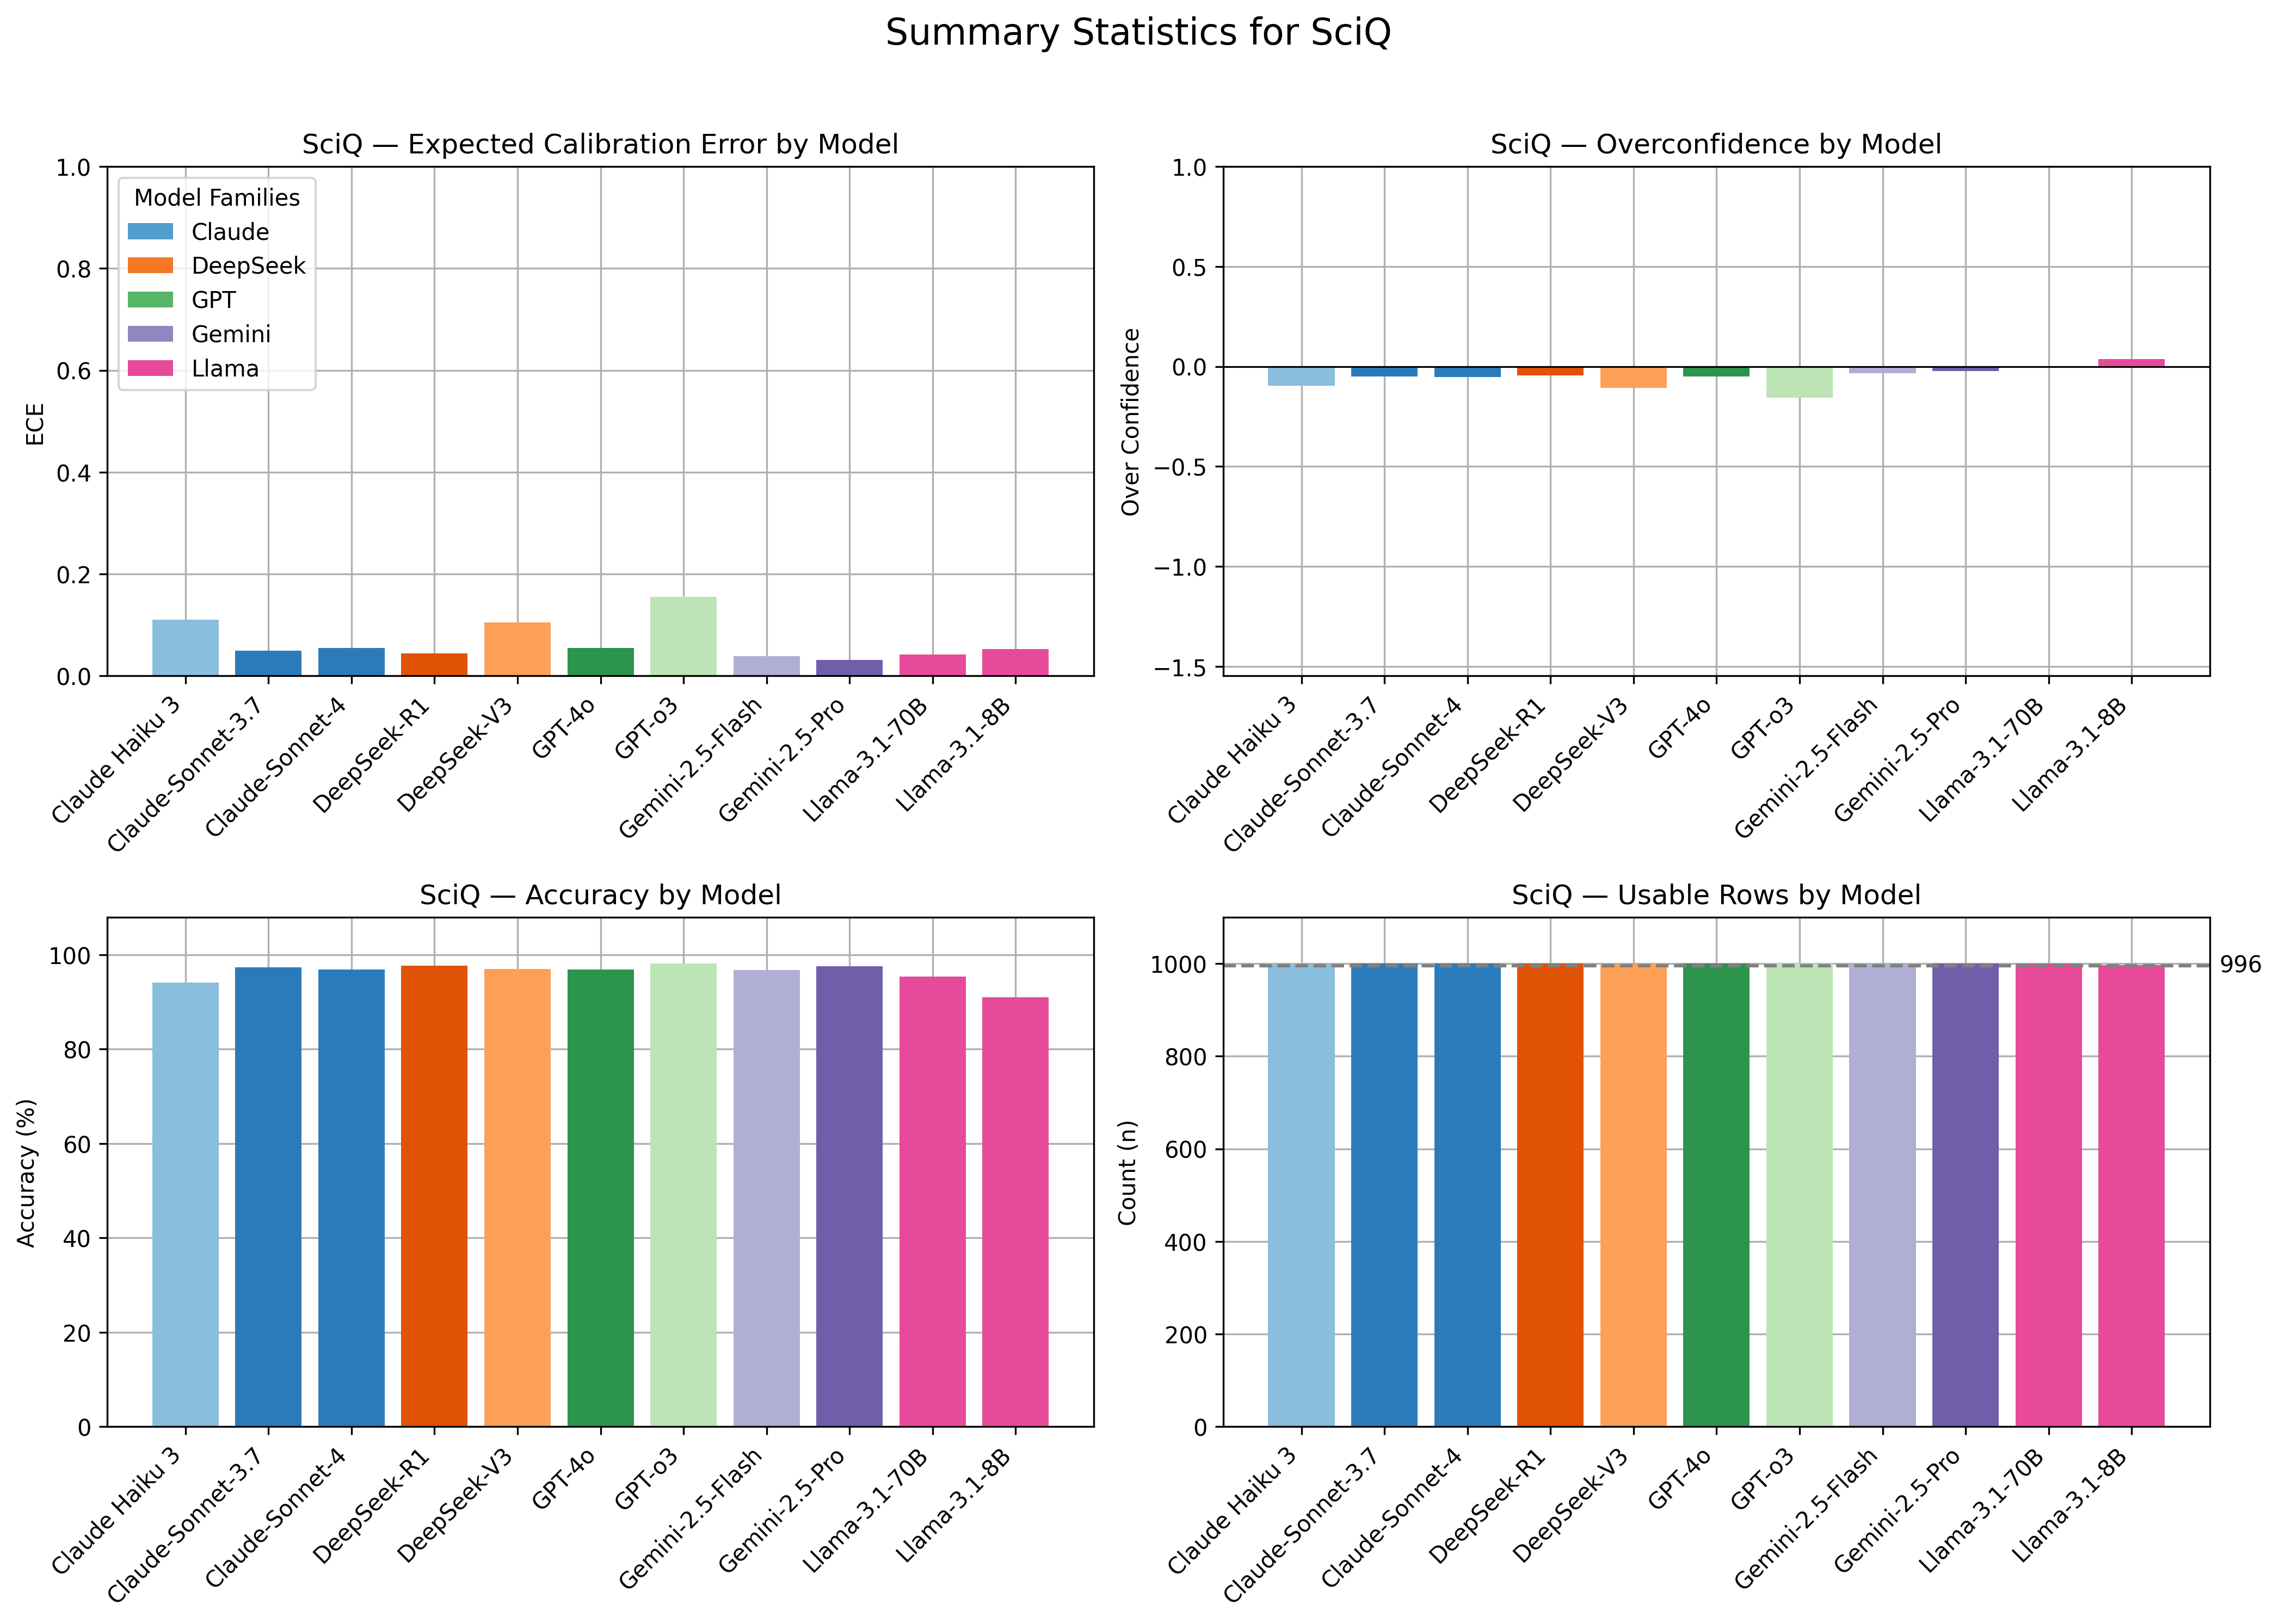 Summary Statistics for SciQ
SciQ — Expected Calibration Error by Model
1.0
0.8
0.6
0.4
0.2
0.0
ECE
Model Families
Claude
DeepSeek
GPT
Gemini
Llama
Claude Haiku 3
Claude-Sonnet-3.7
Claude-Sonnet-4
DeepSeek-R1
DeepSeek-V3
GPT-4o
GPT-o3
Gemini-2.5-Flash
Gemini-2.5-Pro
Llama-3.1-70B
Llama-3.1-8B
SciQ — Overconfidence by Model
1.0
0.5
0.0
−0.5
−1.0
−1.5
Over Confidence
Claude Haiku 3
Claude-Sonnet-3.7
Claude-Sonnet-4
DeepSeek-R1
DeepSeek-V3
GPT-4o
GPT-o3
Gemini-2.5-Flash
Gemini-2.5-Pro
Llama-3.1-70B
Llama-3.1-8B
SciQ — Accuracy by Model
100
80
60
40
20
0
Accuracy (%)
Claude Haiku 3
Claude-Sonnet-3.7
Claude-Sonnet-4
DeepSeek-R1
DeepSeek-V3
GPT-4o
GPT-o3
Gemini-2.5-Flash
Gemini-2.5-Pro
Llama-3.1-70B
Llama-3.1-8B
SciQ — Usable Rows by Model
1000
800
600
400
200
0
Count (n)
996
Claude Haiku 3
Claude-Sonnet-3.7
Claude-Sonnet-4
DeepSeek-R1
DeepSeek-V3
GPT-4o
GPT-o3
Gemini-2.5-Flash
Gemini-2.5-Pro
Llama-3.1-70B
Llama-3.1-8B